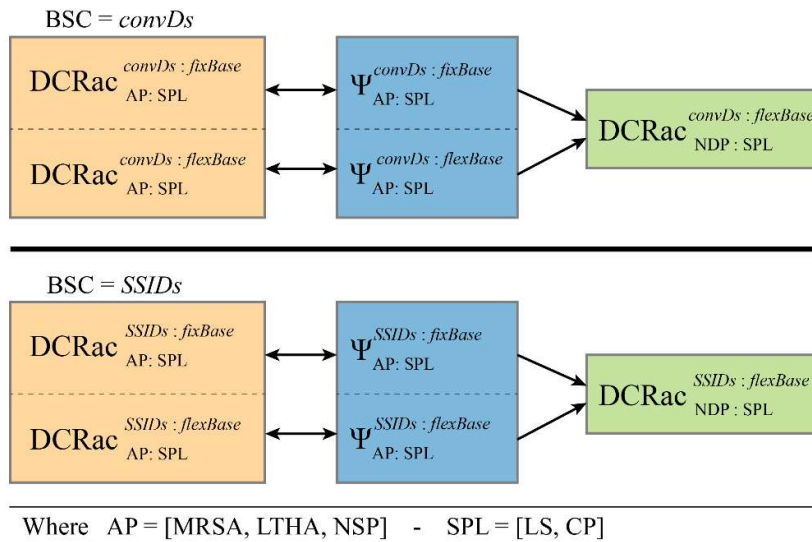 BSC = convDs
DCRac convDs : fixBase AP: SPL
Ψ convDs : fixBase AP: SPL
DCRac convDs : flexBase AP: SPL
Ψ convDs : flexBase AP: SPL
DCRac convDs : flexBase NDP : SPL
BSC = SSIDs
DCRac SSIDs : fixBase AP: SPL
Ψ SSIDs : fixBase AP: SPL
DCRac SSIDs : flexBase AP: SPL
Ψ SSIDs : flexBase AP: SPL
DCRac SSIDs : flexBase NDP : SPL
Where AP = [MRSA, LTHA, NSP] - SPL = [LS, CP]